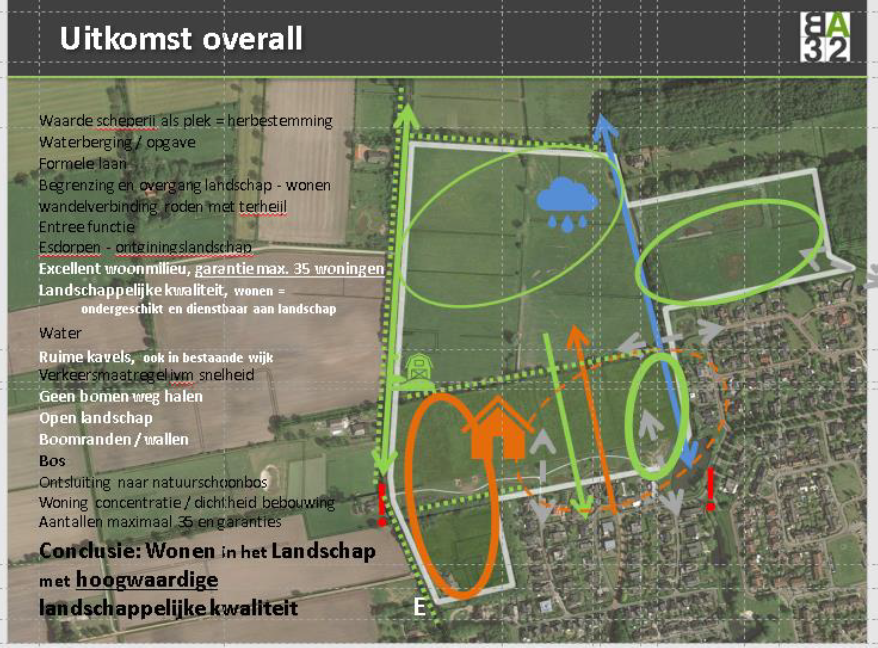 Uitkomst overall
BA
32
Waarde scheperij als plek = herbestemming
Waterberging / opgave
Formele laan
Begrenzing en overgang landschap - wonen
wandelverbinding roden met terheijl
Entree functie
Esdorpen - ontginingslandschap
Excellent woonmilieu, garantie max. 35 woningen
Landschappelijke kwaliteit, wonen =
ondergeschikt en dienstbaar aan landschap
Water
Ruime kavels, ook in bestaande wijk
Verkeersmaatregel ivm snelheid
Geen bomen weg halen
Open landschap
Boomranden / wallen
Bos
Ontsluiting naar natuurschoonbos
Woning concentratie / dichtheid bebouwing
Aantallen maximaal 35 en garanties
Conclusie: Wonen in het Landschap
met hoogwaardige
landschappelijke kwaliteit
E
!
!